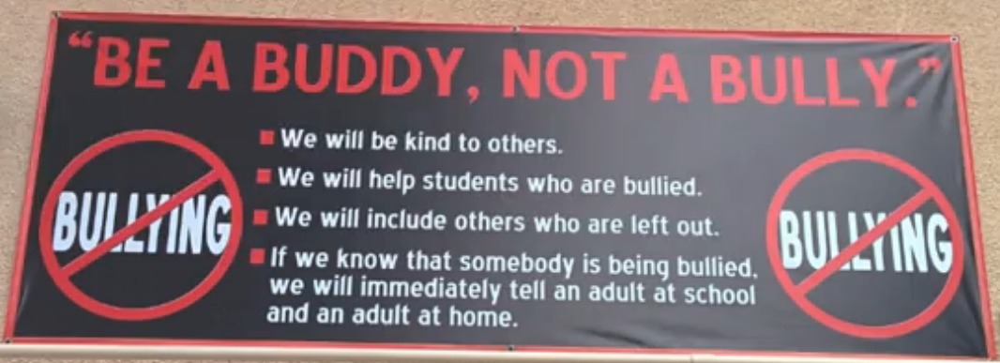 “BE A BUDDY, NOT A BULLY.”
We will be kind to others.
We will help students who are bullied.
BULLYING
We will include others who are left out.
BULLYING
If we know that somebody is being bullied,
we will immediately tell an adult at school
and an adult at home.